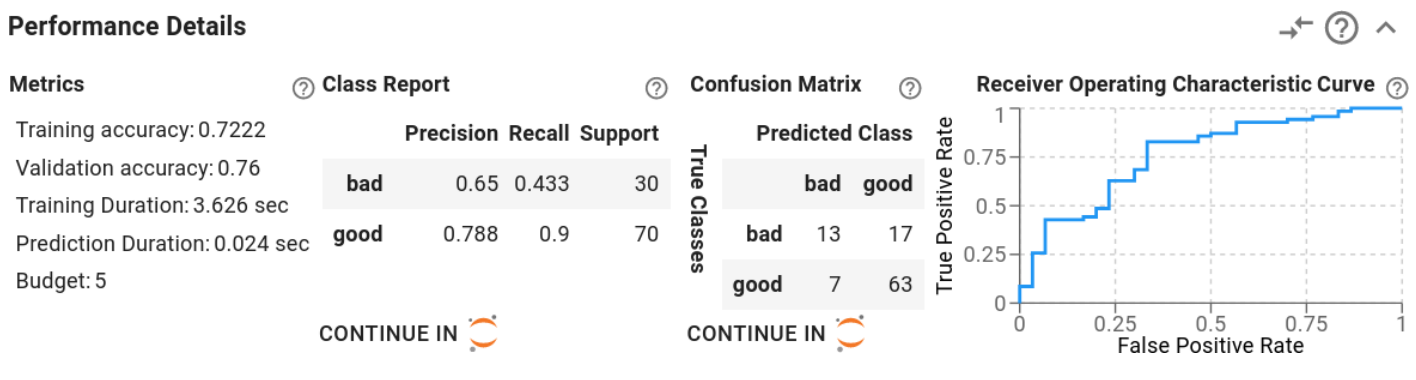 Performance Details
Metrics
Training accuracy: 0.7222
Validation accuracy: 0.76
Training Duration: 3.626 sec
Prediction Duration: 0.024 sec
Budget: 5
Class Report
Precision Recall Support
bad 0.65 0.433 30
good 0.788 0.9 70
CONTINUE IN
Confusion Matrix
Predicted Class
True Classes
bad good
bad 13 17
good 7 63
CONTINUE IN
Receiver Operating Characteristic Curve
True Positive Rate
1
0.75
0.5
0.25
0
0 0.25 0.5 0.75 1
False Positive Rate